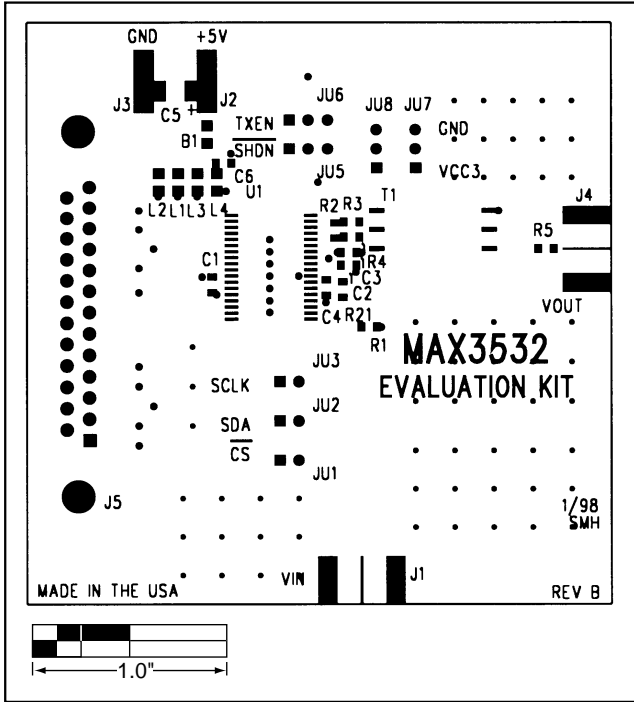 GND +5V
J3 C5 + J2
JU6 JU8 JU7
TXEN GND
B1 SHDN
C6 JU5 VCC3
U1 T1 J4
L2 L1 L3 L4 R2 R3
R5
C1 R4
C3
C2 VOUT
C4 R21
R1
MAX3532
JU3
SCLK EVALUATION KIT
JU2
SDA
CS
JU1
J5 1/98
SMH
VIN J1
MADE IN THE USA REV B
1.0"